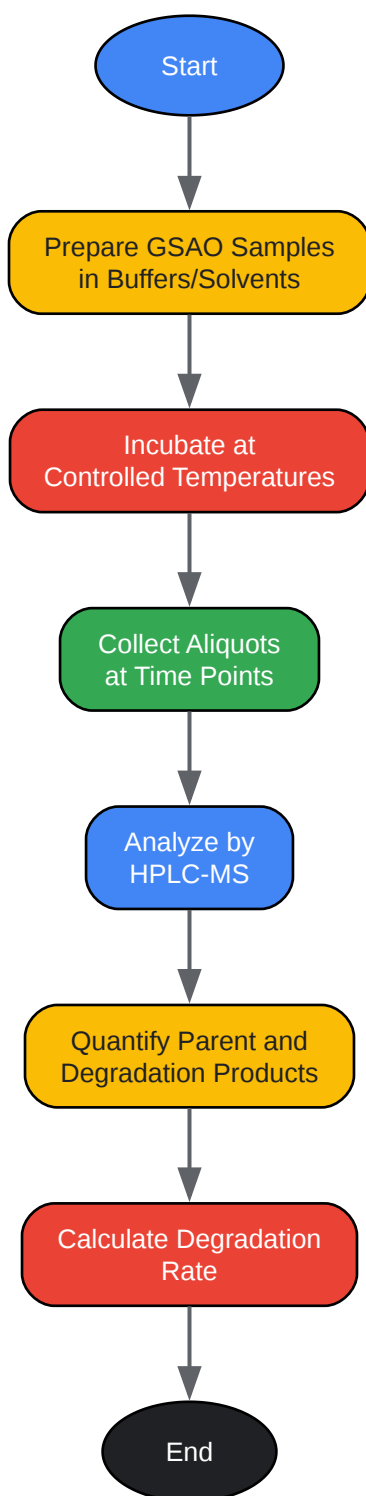 Start
Prepare GSAO Samples
in Buffers/Solvents
Incubate at
Controlled Temperatures
Collect Aliquots
at Time Points
Analyze by
HPLC-MS
Quantify Parent and
Degradation Products
Calculate Degradation
Rate
End